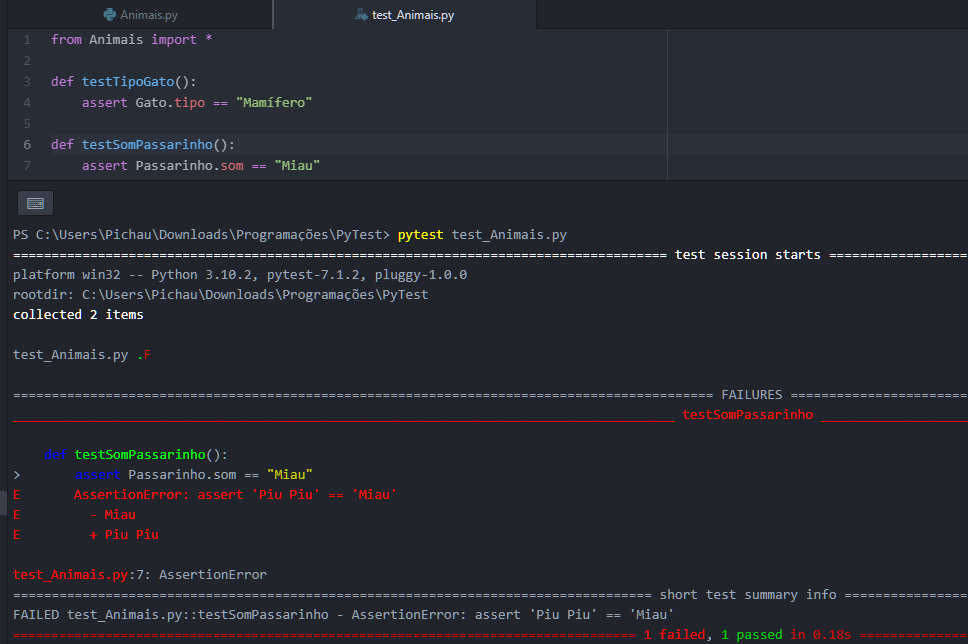 Animais.py
test_Animais.py
1 from Animais import *
2
3 def testTipoGato():
4     assert Gato.tipo == "Mamífero"
5
6 def testSomPassarinho():
7     assert Passarinho.som == "Miau"
PS C:\Users\Pichau\Downloads\Programações\PyTest> pytest test_Animais.py
===================================================================================== test session starts ==================
platform win32 -- Python 3.10.2, pytest-7.1.2, pluggy-1.0.0
rootdir: C:\Users\Pichau\Downloads\Programações\PyTest
collected 2 items
test_Animais.py .F
=========================================================================================== FAILURES =======================
______________________________________________________________________________________ testSomPassarinho ___________________
    def testSomPassarinho():
>       assert Passarinho.som == "Miau"
E       AssertionError: assert 'Piu Piu' == 'Miau'
E         - Miau
E         + Piu Piu
test_Animais.py:7: AssertionError
=================================================================================== short test summary info ================
FAILED test_Animais.py::testSomPassarinho - AssertionError: assert 'Piu Piu' == 'Miau'
================================================================================= 1 failed, 1 passed in 0.18s ==============